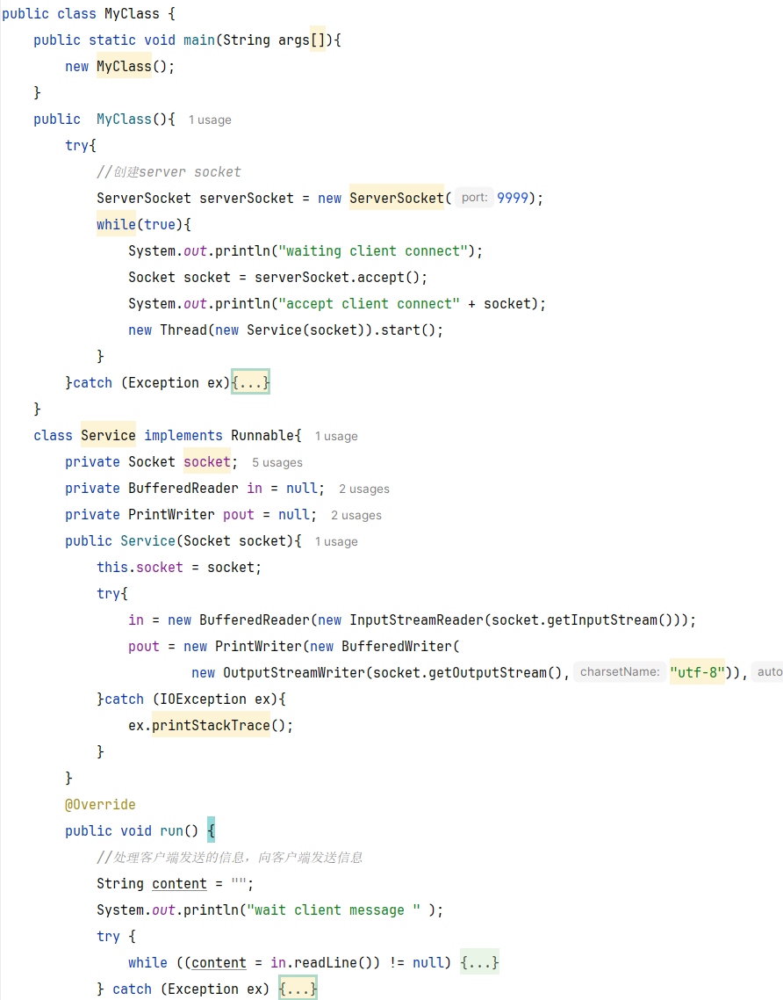 public class MyClass {
    public static void main(String args[]){
        new MyClass();
    }
    public  MyClass(){  1 usage
        try{
            //创建server socket
            ServerSocket serverSocket = new ServerSocket( port: 9999);
            while(true){
                System.out.println("waiting client connect");
                Socket socket = serverSocket.accept();
                System.out.println("accept client connect" + socket);
                new Thread(new Service(socket)).start();
            }
        }catch (Exception ex){...}
    }
    class Service implements Runnable{  1 usage
        private Socket socket;  5 usages
        private BufferedReader in = null;  2 usages
        private PrintWriter pout = null;  2 usages
        public Service(Socket socket){  1 usage
            this.socket = socket;
            try{
                in = new BufferedReader(new InputStreamReader(socket.getInputStream()));
                pout = new PrintWriter(new BufferedWriter(
                        new OutputStreamWriter(socket.getOutputStream(), charsetName: "utf-8")), auto
            }catch (IOException ex){
                ex.printStackTrace();
            }
        }
        @Override
        public void run() {
            //处理客户端发送的信息，向客户端发送信息
            String content = "";
            System.out.println("wait client message " );
            try {
                while ((content = in.readLine()) != null) {...}
            } catch (Exception ex) {...}